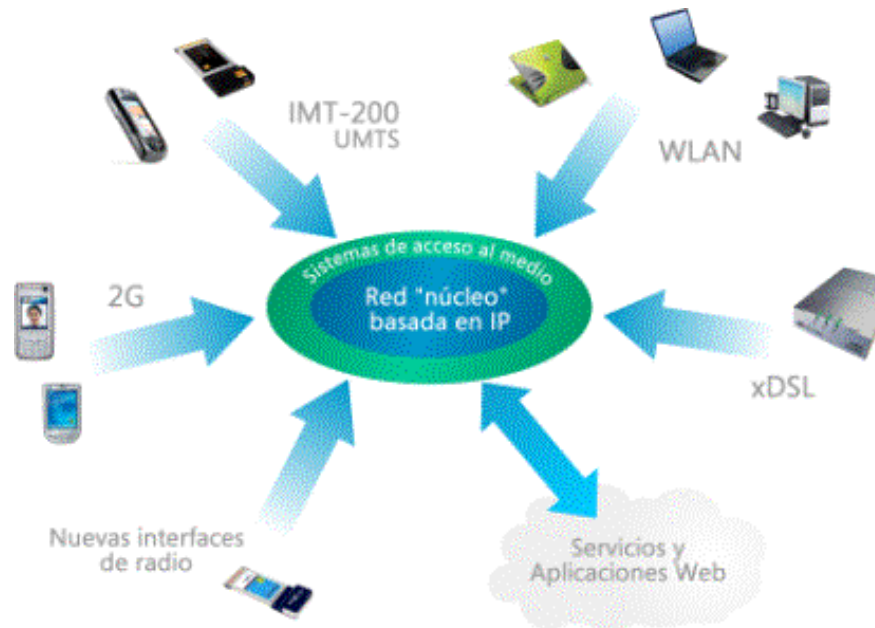 IMT-200
UMTS
WLAN
Sistemas de acceso al medio
Red "núcleo"
basada en IP
2G
xDSL
Nuevas interfaces
de radio
Servicios y
Aplicaciones Web